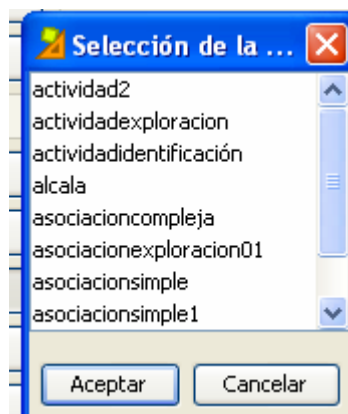 Selección de la ...
actividad2
actividadexploracion
actividadidentificación
alcala
asociacioncompleja
asociacionexploracion01
asociacionsimple
asociacionsimple1
Aceptar
Cancelar